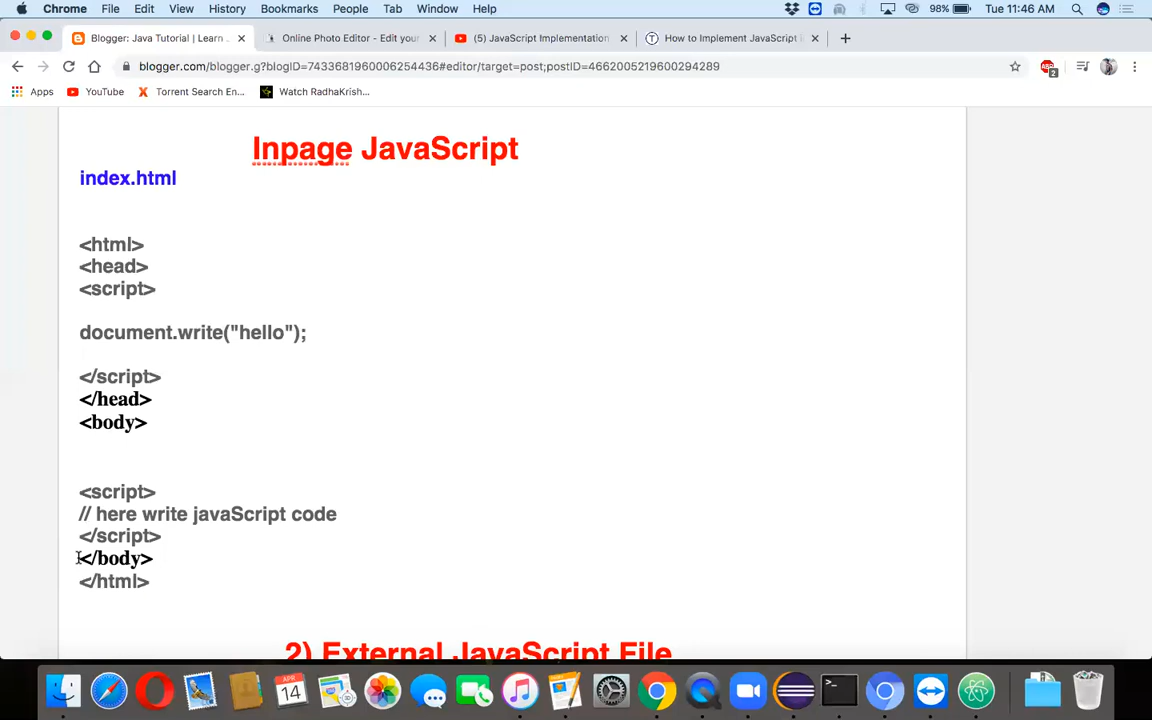 Chrome File Edit View History Bookmarks People Tab Window Help 98% Tue 11:46 AM
Blogger: Java Tutorial | Learn Online Photo Editor - Edit your (5) JavaScript Implementation How to Implement JavaScript i
blogger.com/blogger.g?blogID=7433681960006254436#editor/target=post;postID=4662005219600294289
2
Apps YouTube Torrent Search En... Watch RadhaKrish...
Inpage JavaScript
index.html
<html>
<head>
<script>
document.write("hello");
</script>
</head>
<body>
<script>
// here write javaScript code
</script>
</body>
</html>
2) External JavaScript File
APR
14